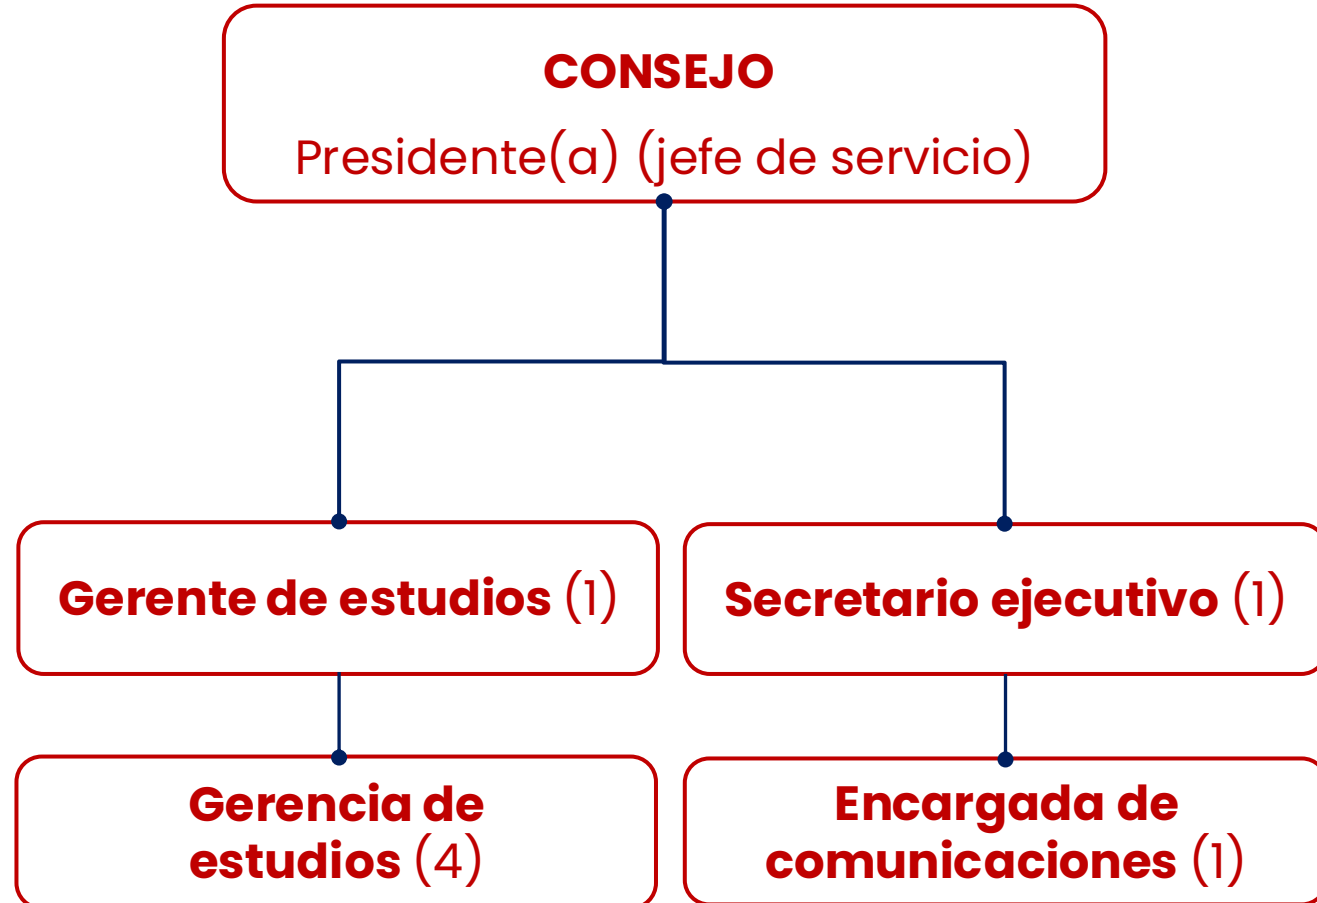 CONSEJO
Presidente(a) (jefe de servicio)
Gerente de estudios (1)
Secretario ejecutivo (1)
Gerencia de
estudios (4)
Encargada de
comunicaciones (1)